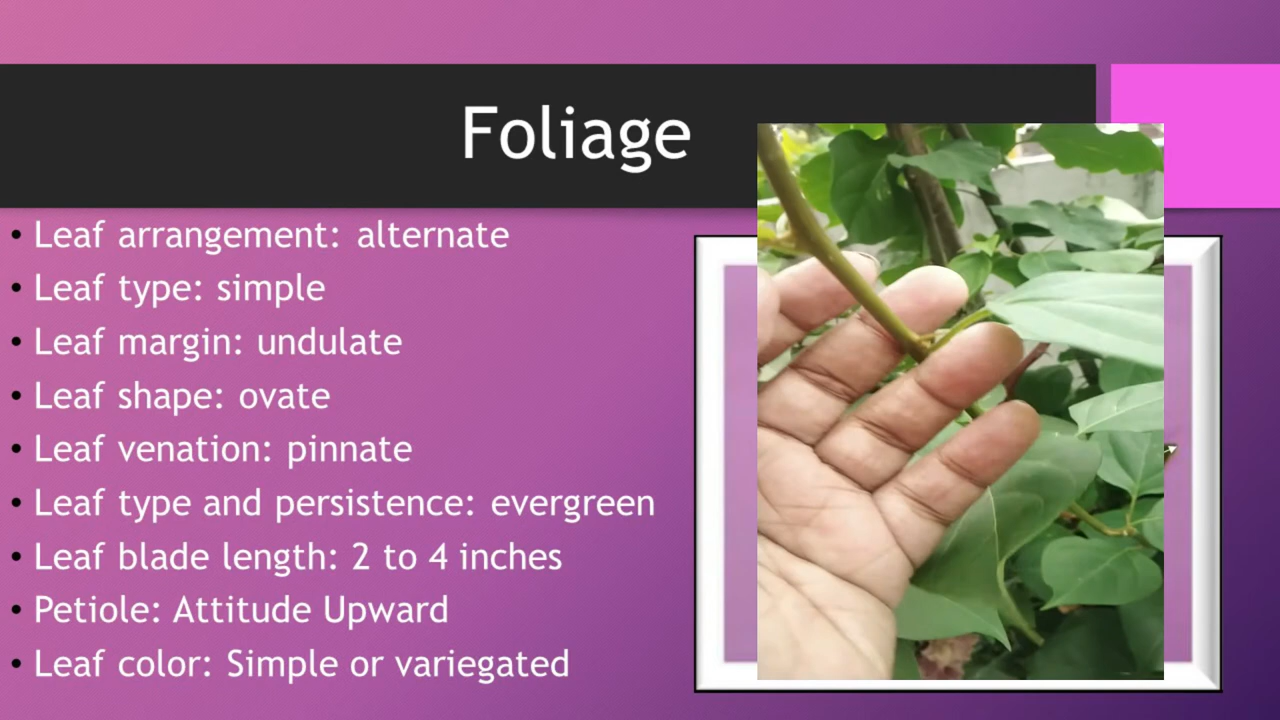 Foliage
• Leaf arrangement: alternate
• Leaf type: simple
• Leaf margin: undulate
• Leaf shape: ovate
• Leaf venation: pinnate
• Leaf type and persistence: evergreen
• Leaf blade length: 2 to 4 inches
• Petiole: Attitude Upward
• Leaf color: Simple or variegated